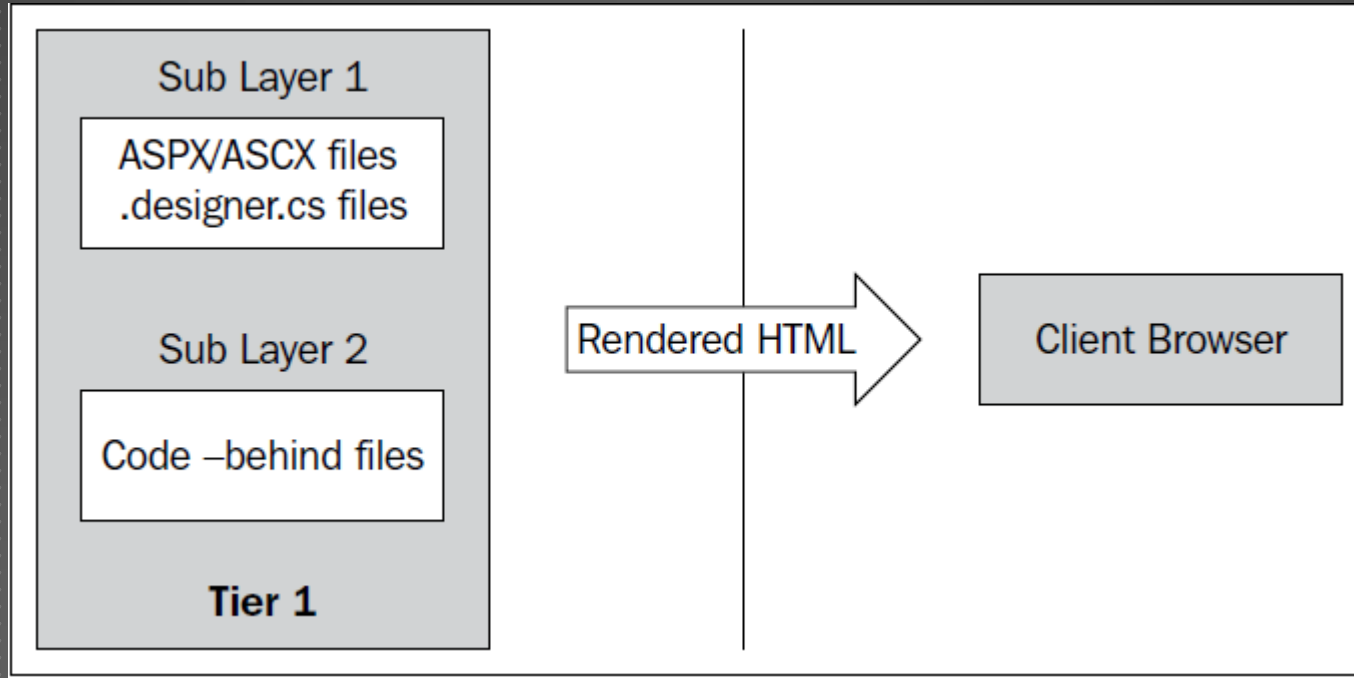 Sub Layer 1
ASPX/ASCX files
.designer.cs files
Sub Layer 2
Code –behind files
Tier 1
Rendered HTML
Client Browser